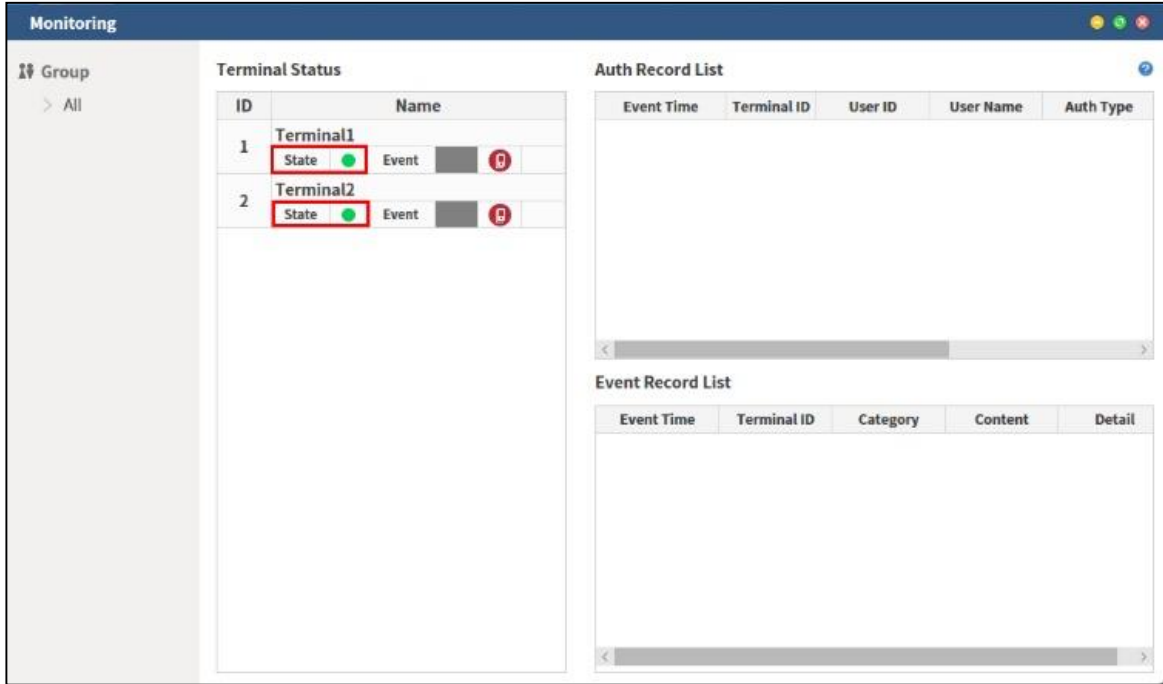 Monitoring
Group
All
Terminal Status
ID Name
1 Terminal1
State Event
2 Terminal2
State Event
Auth Record List
Event Time Terminal ID User ID User Name Auth Type
Event Record List
Event Time Terminal ID Category Content Detail